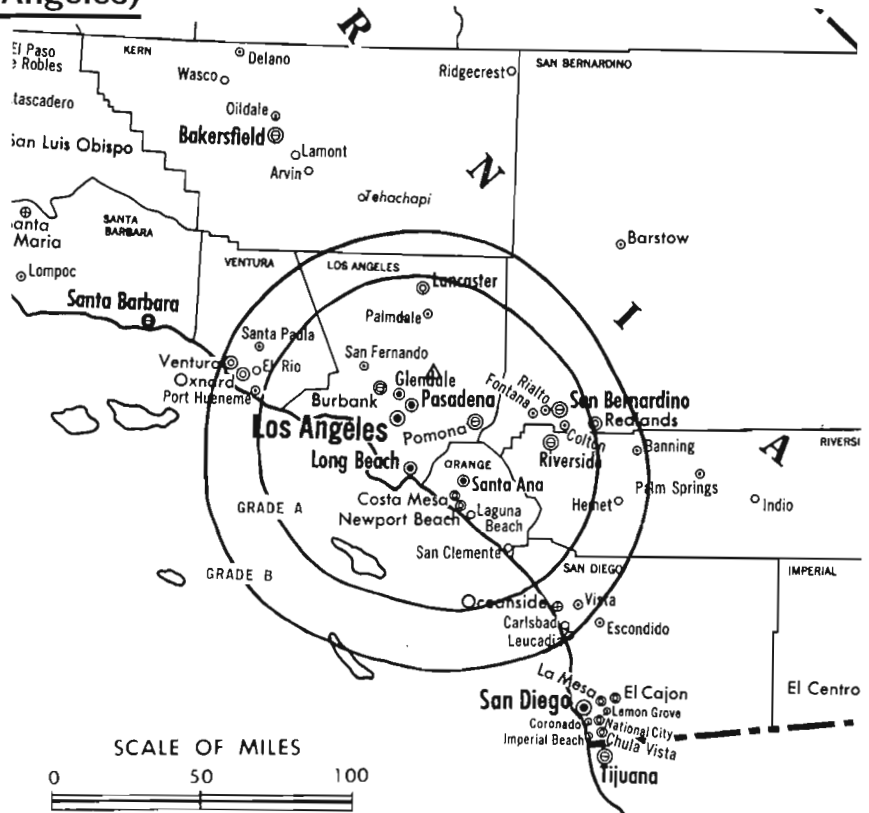 Angeles)
R
N
I
A
El Paso
e Robles
KERN
Delano
Wasco
Ridgecrest
SAN BERNARDINO
tascadero
Oildale
Bakersfield
San Luis Obispo
Lamont
Arvin
Tehachapi
anta
Maria
SANTA
BARBARA
Barstow
Lompoc
VENTURA
LOS ANGELES
Lancaster
Santa Barbara
Palmdale
Santa Paula
San Fernando
Ventura
El Rio
Oxnard
Port Hueneme
Burbank
Glendale
Pasadena
Fontana
Rialto
San Bernardino
Redlands
Los Angeles
Pomona
Colton
Banning
RIVERSI
Long Beach
ORANGE
Riverside
Santa Ana
Palm Springs
Costa Mesa
Indio
Hemet
Newport Beach
Laguna
Beach
GRADE A
San Clemente
SAN DIEGO
IMPERIAL
GRADE B
Oceanside
Vista
Carlsbad
Escondido
Leucadia
La Mesa
El Cajon
El Centro
San Diego
Lemon Grove
Coronado
National City
Imperial Beach
Chula Vista
Tijuana
SCALE OF MILES
0 50 100